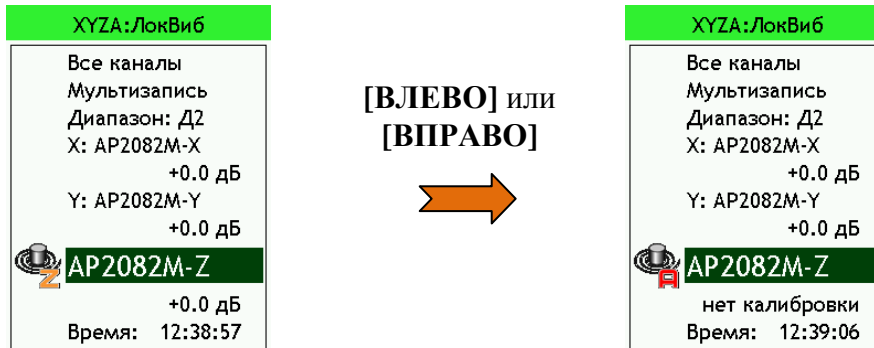 XYZA:ЛокВиб
Все каналы
Мультизапись
Диапазон: Д2
X: AP2082M-X
+0.0 дБ
Y: AP2082M-Y
+0.0 дБ
Z
AP2082M-Z
+0.0 дБ
Время: 12:38:57
[ВЛЕВО] или
[ВПРАВО]
XYZA:ЛокВиб
Все каналы
Мультизапись
Диапазон: Д2
X: AP2082M-X
+0.0 дБ
Y: AP2082M-Y
+0.0 дБ
A
AP2082M-Z
нет калибровки
Время: 12:39:06